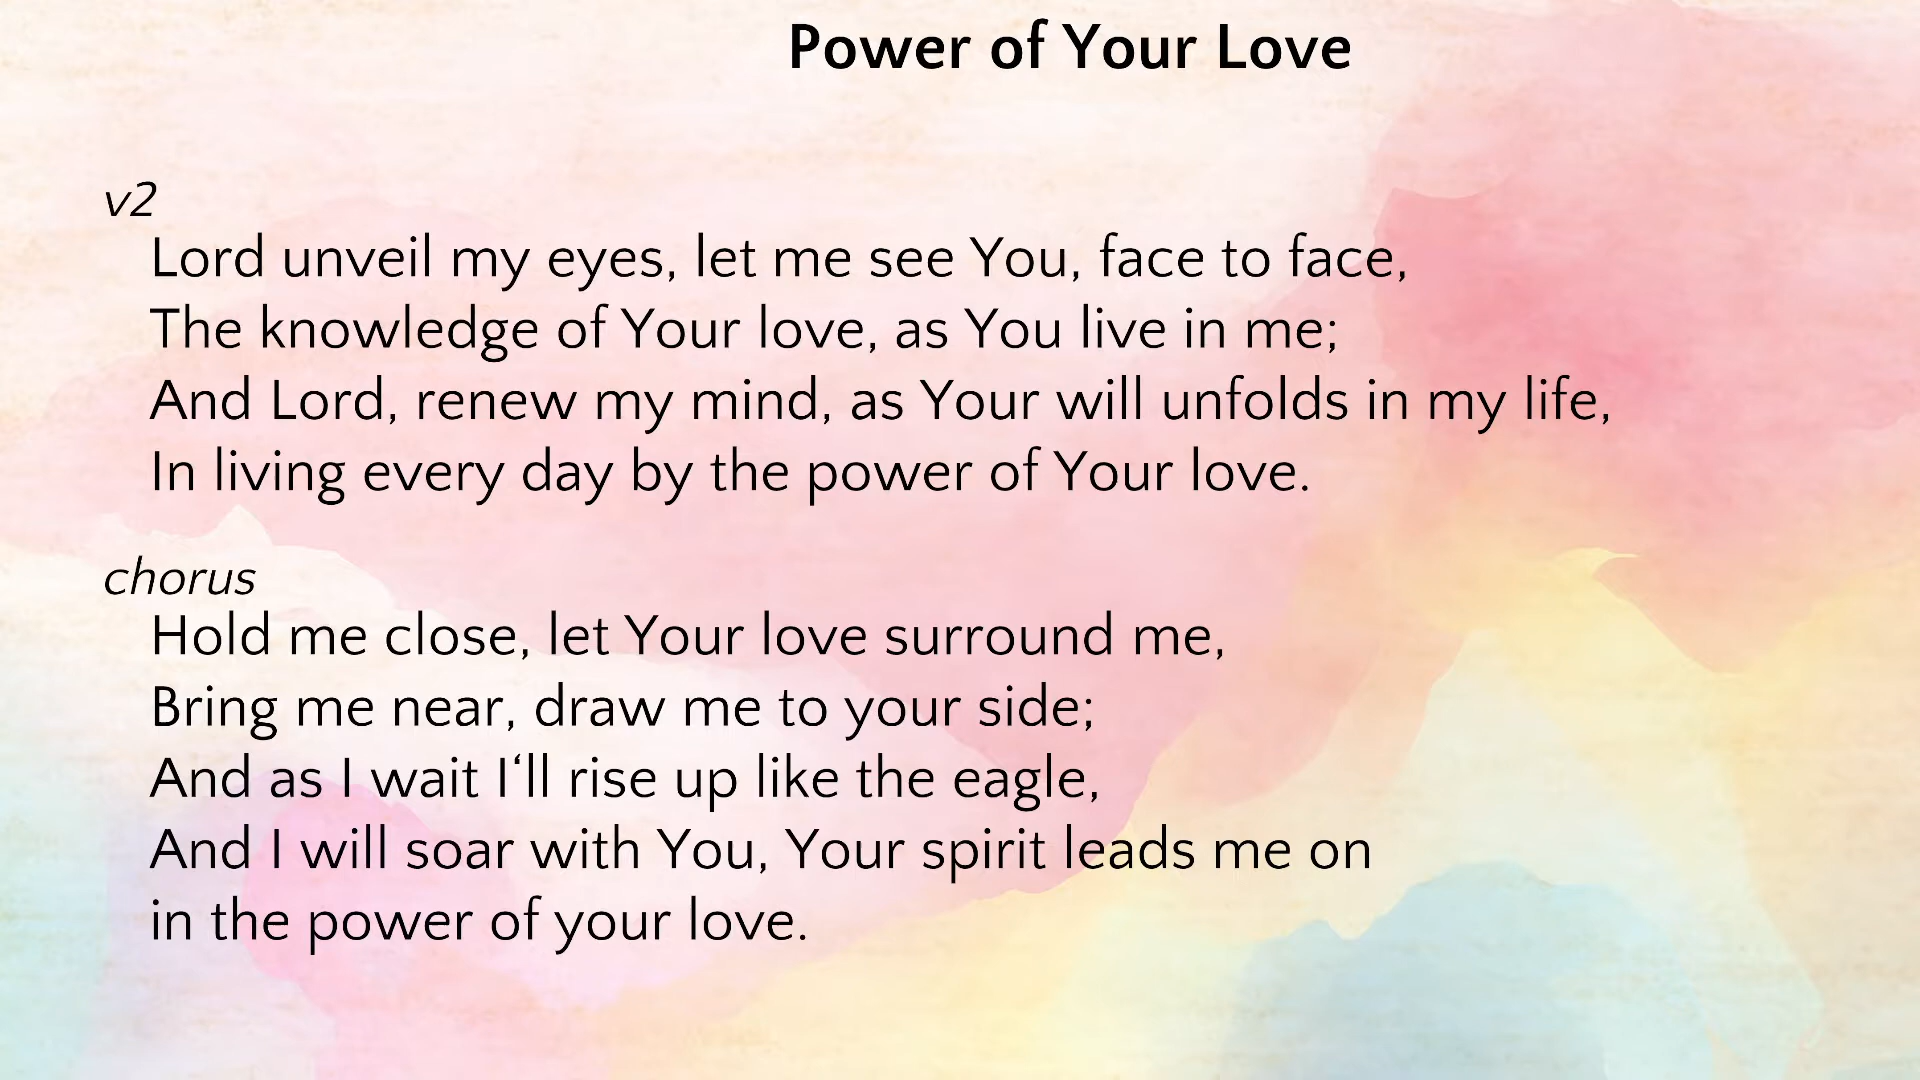 Power of Your Love
v2
Lord unveil my eyes, let me see You, face to face,
The knowledge of Your love, as You live in me;
And Lord, renew my mind, as Your will unfolds in my life,
In living every day by the power of Your love.
chorus
Hold me close, let Your love surround me,
Bring me near, draw me to your side;
And as I wait I‘ll rise up like the eagle,
And I will soar with You, Your spirit leads me on
in the power of your love.